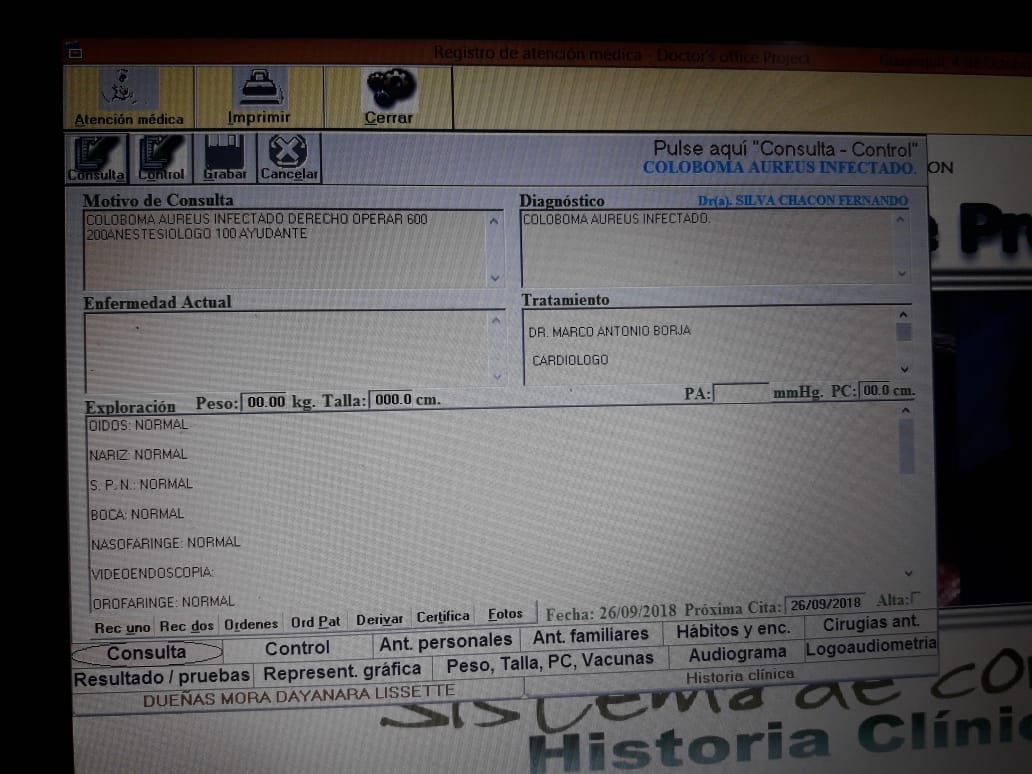 Registro de atención médica - Doctor's office Project
Atención médica
Imprimir
Cerrar
Consulta
Control
Grabar
Cancelar
Pulse aquí "Consulta - Control"
COLOBOMA AUREUS INFECTADO.
ON
Motivo de Consulta
COLOBOMA AUREUS INFECTADO DERECHO OPERAR 600
200ANESTESIOLOGO 100 AYUDANTE
Diagnóstico
Dr(a). SILVA CHACON FERNANDO
COLOBOMA AUREUS INFECTADO.
Enfermedad Actual
Tratamiento
DR. MARCO ANTONIO BORJA
CARDIOLOGO
Exploración Peso: 00.00 kg. Talla: 000.0 cm. PA: mmHg. PC: 00.0 cm.
OIDOS: NORMAL
NARIZ: NORMAL
S. P. N.: NORMAL
BOCA: NORMAL
NASOFARINGE: NORMAL
VIDEOENDOSCOPIA:
OROFARINGE: NORMAL
Rec uno Rec dos Ordenes Ord Pat Derivar Certifica Fotos Fecha: 26/09/2018 Próxima Cita: 26/09/2018 Alta:
Consulta Control Ant. personales Ant. familiares Hábitos y enc. Cirugias ant.
Resultado / pruebas Represent. gráfica Peso, Talla, PC, Vacunas Audiograma Logoaudiometria
DUEÑAS MORA DAYANARA LISSETTE Historia clínica
Sistema de co
Historia Clíni